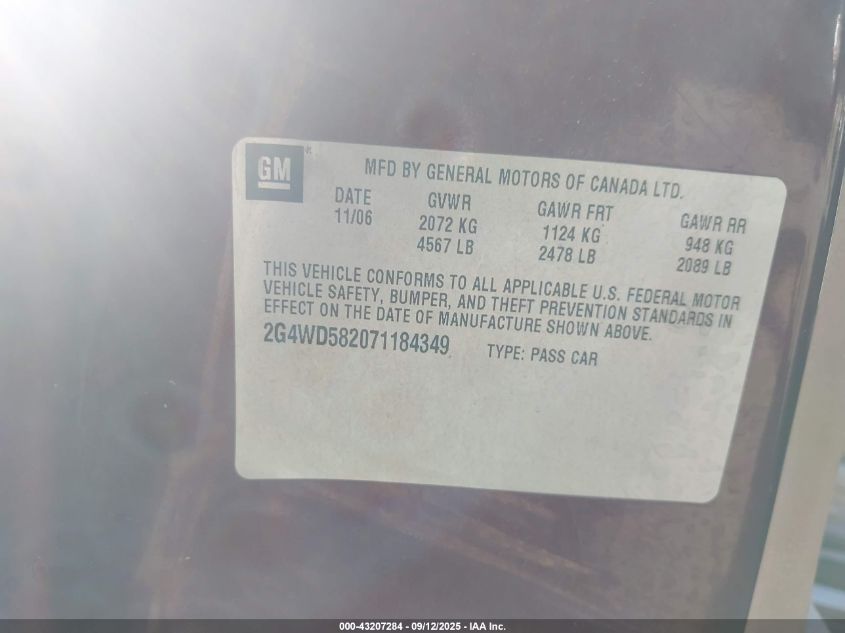 GM
MFD BY GENERAL MOTORS OF CANADA LTD.
DATE GVWR GAWR FRT GAWR RR
11/06 2072 KG 1124 KG 948 KG
4567 LB 2478 LB 2089 LB
THIS VEHICLE CONFORMS TO ALL APPLICABLE U.S. FEDERAL MOTOR
VEHICLE SAFETY, BUMPER, AND THEFT PREVENTION STANDARDS IN
EFFECT ON THE DATE OF MANUFACTURE SHOWN ABOVE.
2G4WD582071184349 TYPE: PASS CAR
000-43207284 - 09/12/2025 - IAA Inc.